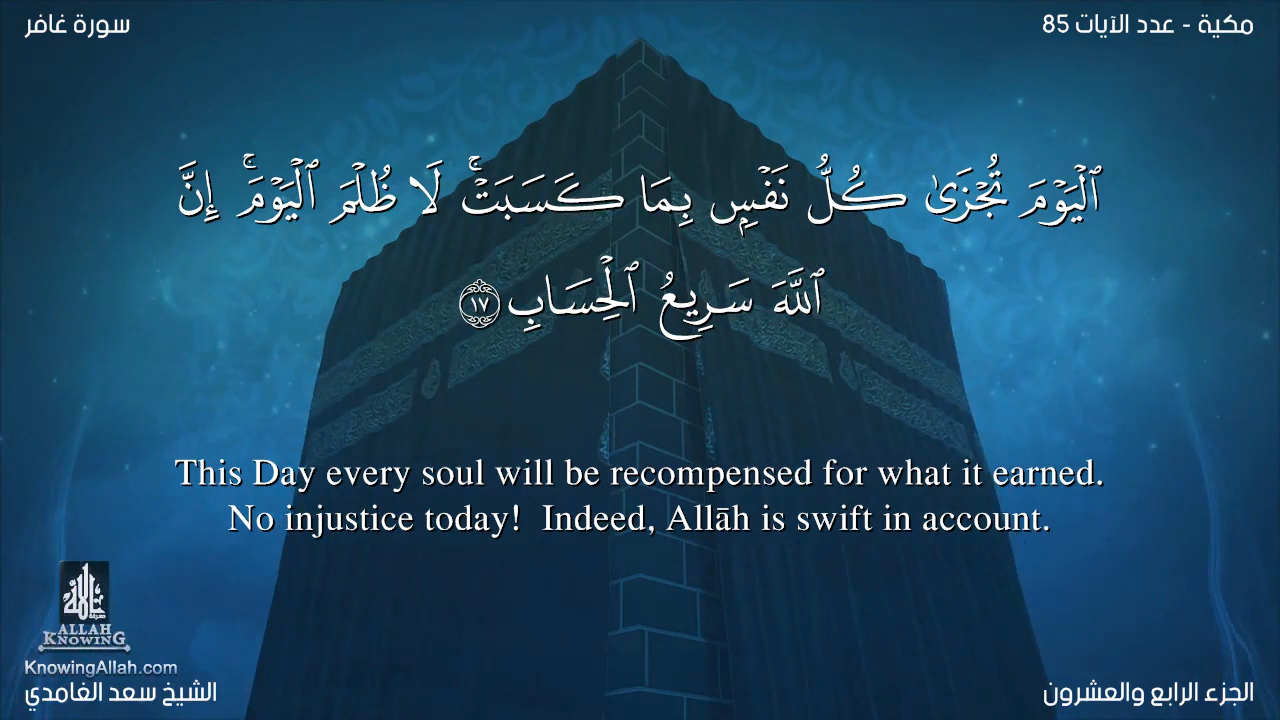 سورة غافر
مكية - عدد الآيات 85
ٱلۡيَوۡمَ تُجۡزَىٰ كُلُّ نَفۡسِۭ بِمَا كَسَبَتۡۚ لَا ظُلۡمَ ٱلۡيَوۡمَۚ إِنَّ
ٱللَّهَ سَرِيعُ ٱلۡحِسَابِ ١٧
This Day every soul will be recompensed for what it earned.
No injustice today!  Indeed, Allāh is swift in account.
ALLAH
KNOWING
KnowingAllah.com
الشيخ سعد الغامدي
الجزء الرابع والعشرون